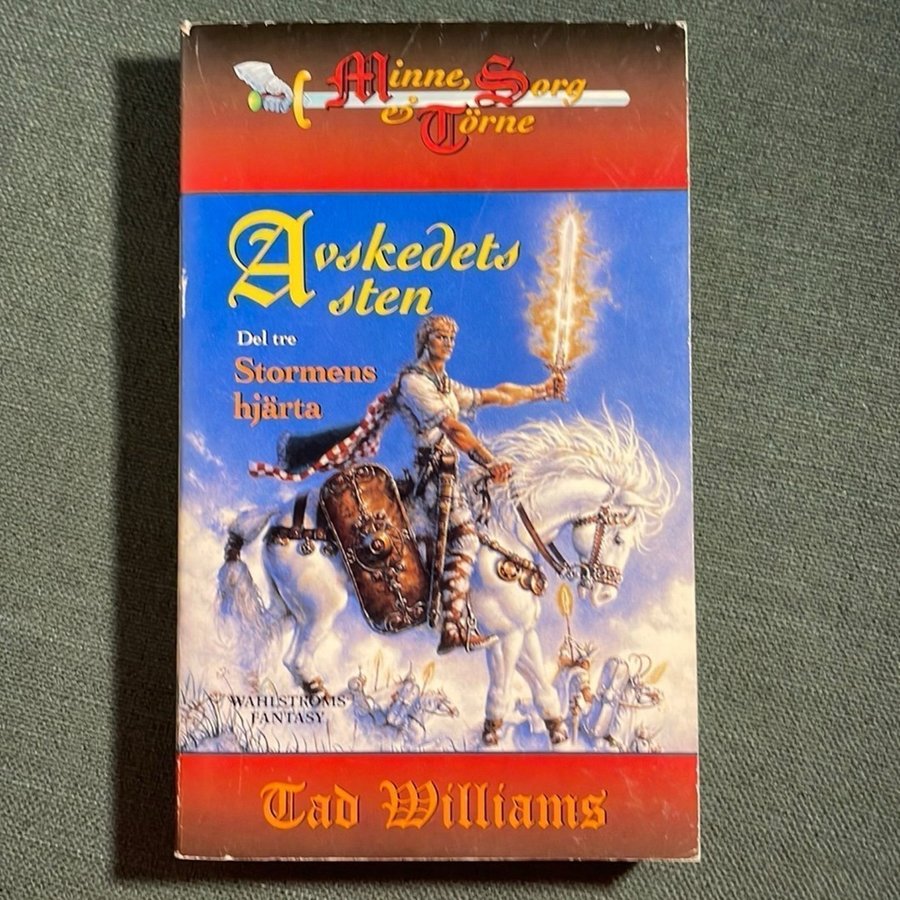 Minne, Sorg
& Törne
Avskedets
sten
Del tre
Stormens
hjärta
WAHLSTRÖMS
FANTASY
Tad Williams